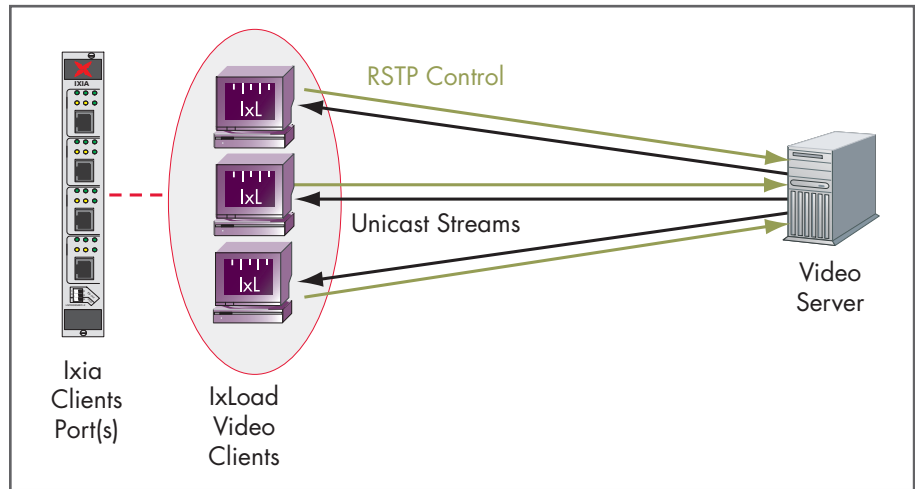 RSTP Control
IXIA
IxL
IxL
Unicast Streams
IxL
Video
Server
Ixia
Clients
Port(s)
IxLoad
Video
Clients